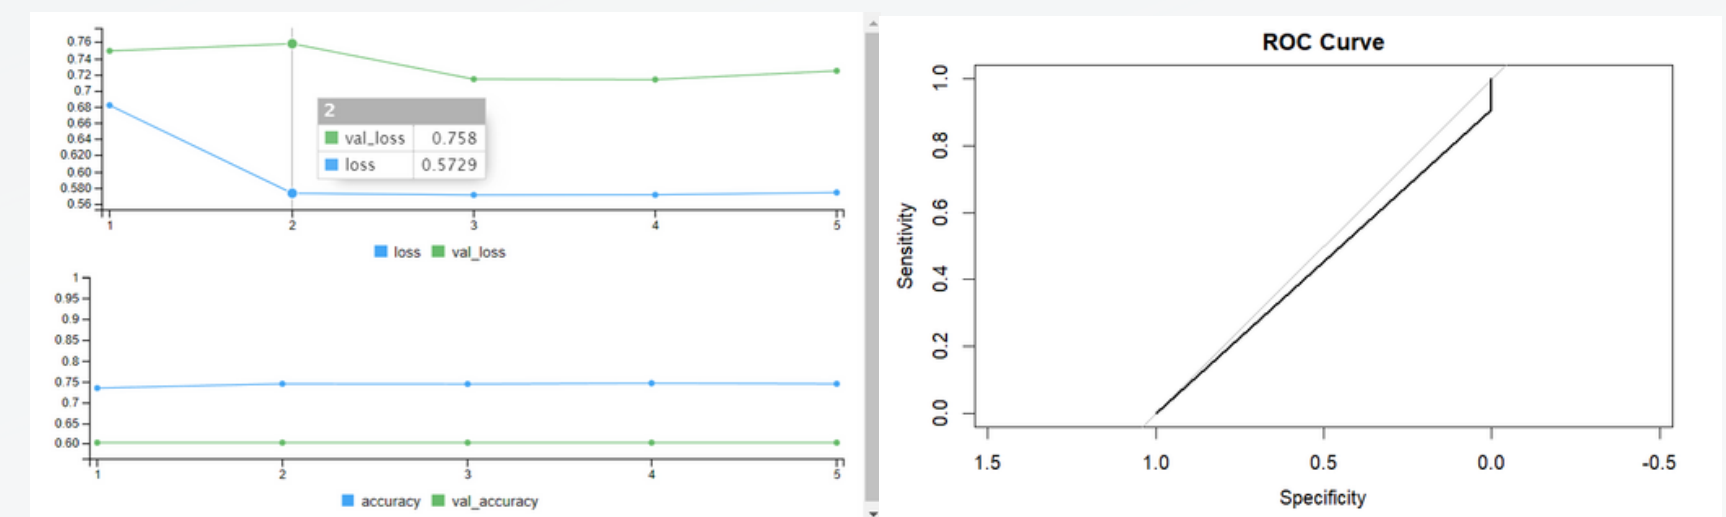 0.76
0.74
0.72
0.7
0.68
0.66
0.64
0.620
0.60
0.580
0.56
2
val_loss 0.758
loss 0.5729
1 2 3 4 5
loss val_loss
1
0.95
0.9
0.85
0.8
0.75
0.7
0.65
0.60
1 2 3 4 5
accuracy val_accuracy
ROC Curve
Sensitivity
1.0
0.8
0.6
0.4
0.2
0.0
1.5 1.0 0.5 0.0 -0.5
Specificity